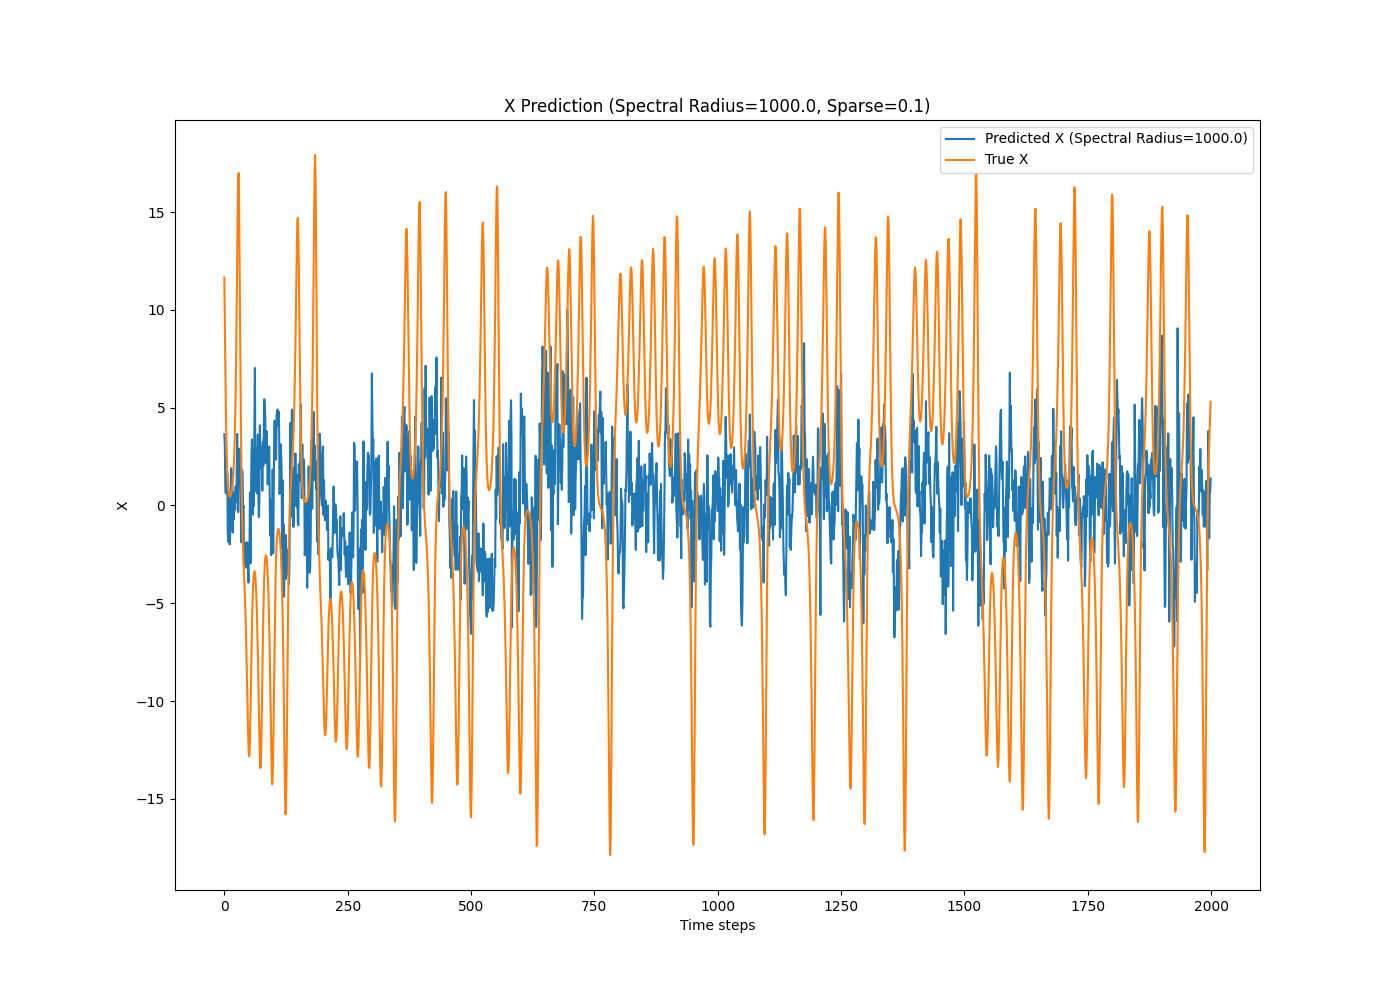 X Prediction (Spectral Radius=1000.0, Sparse=0.1)
Predicted X (Spectral Radius=1000.0)
True X
15
10
5
0
−5
−10
−15
X
0 250 500 750 1000 1250 1500 1750 2000
Time steps